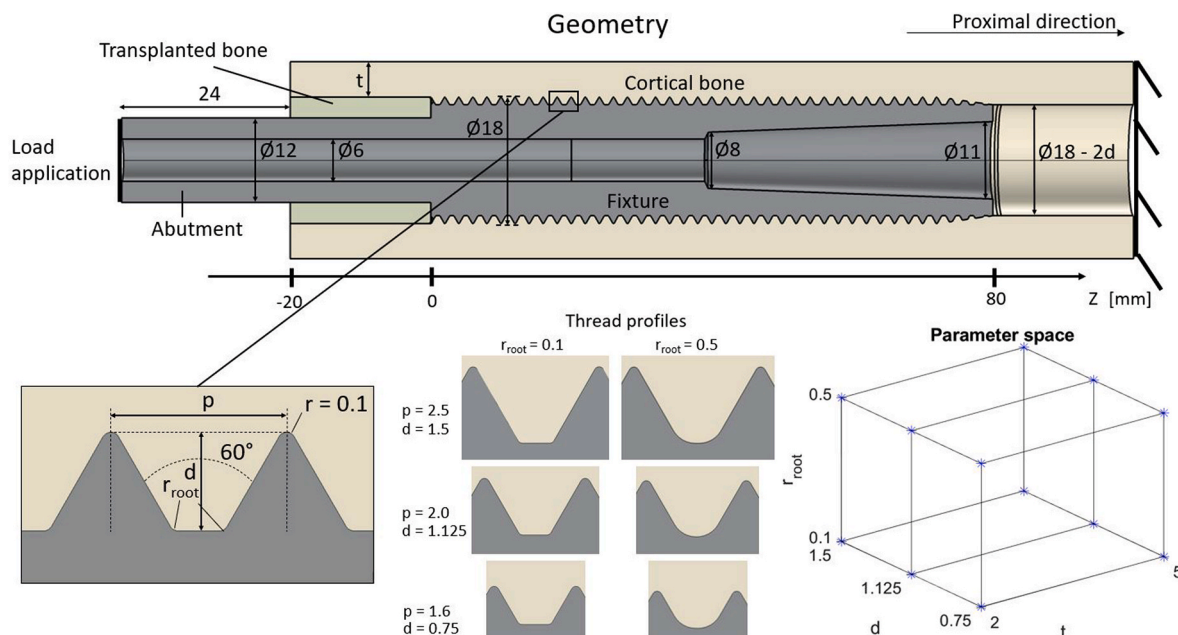 Geometry
Proximal direction
Transplanted bone
t
Cortical bone
24
Load
application
Ø12
Ø6
Ø18
Ø8
Ø11
Ø18 - 2d
Abutment
Fixture
-20
0
80
Z [mm]
p
r = 0.1
60°
d
r_root
Thread profiles
r_root = 0.1
r_root = 0.5
p = 2.5
d = 1.5
p = 2.0
d = 1.125
p = 1.6
d = 0.75
Parameter space
0.5
r_root
0.1
1.5
1.125
0.75
2
5
d
t